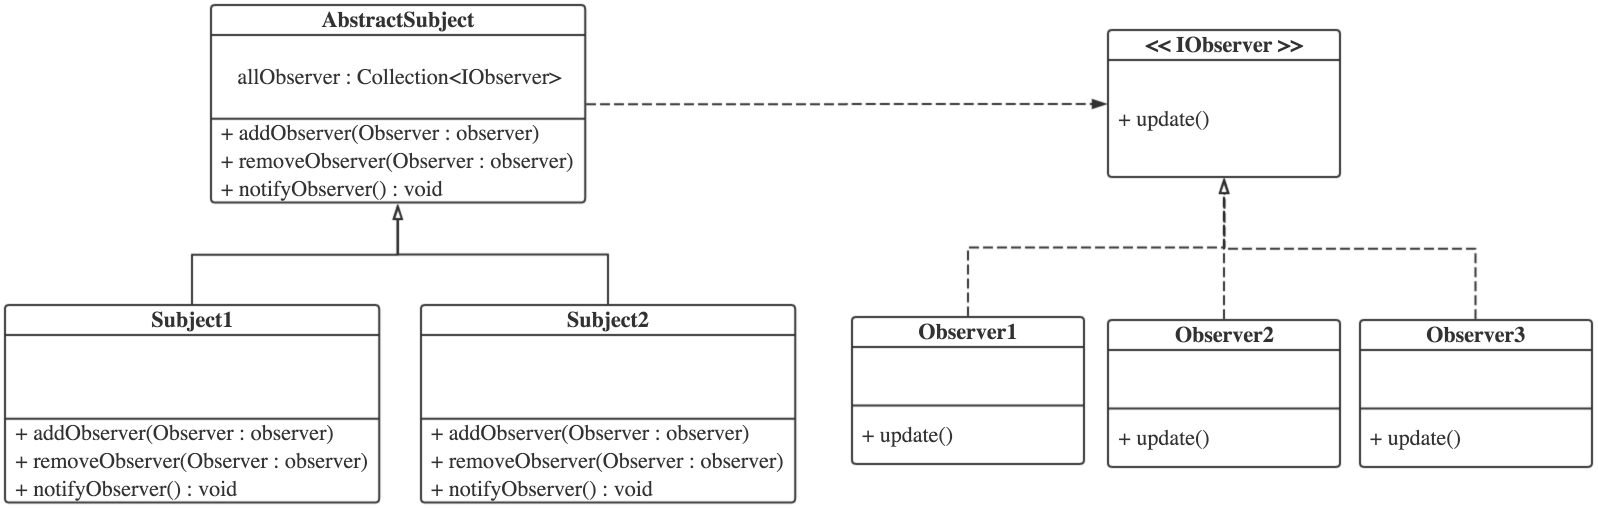 AbstractSubject
allObserver : Collection<IObserver>
+ addObserver(Observer : observer)
+ removeObserver(Observer : observer)
+ notifyObserver() : void
<< IObserver >>
+ update()
Subject1
+ addObserver(Observer : observer)
+ removeObserver(Observer : observer)
+ notifyObserver() : void
Subject2
+ addObserver(Observer : observer)
+ removeObserver(Observer : observer)
+ notifyObserver() : void
Observer1
+ update()
Observer2
+ update()
Observer3
+ update()